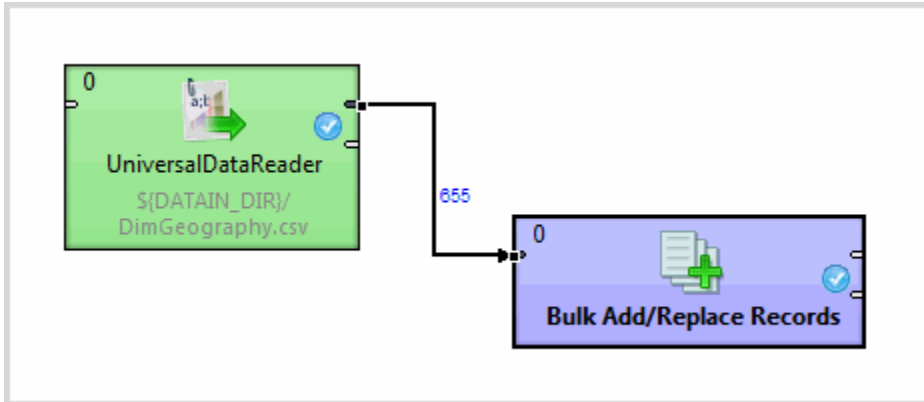 0
a;b
UniversalDataReader
${DATAIN_DIR}/
DimGeography.csv
655
0
Bulk Add/Replace Records